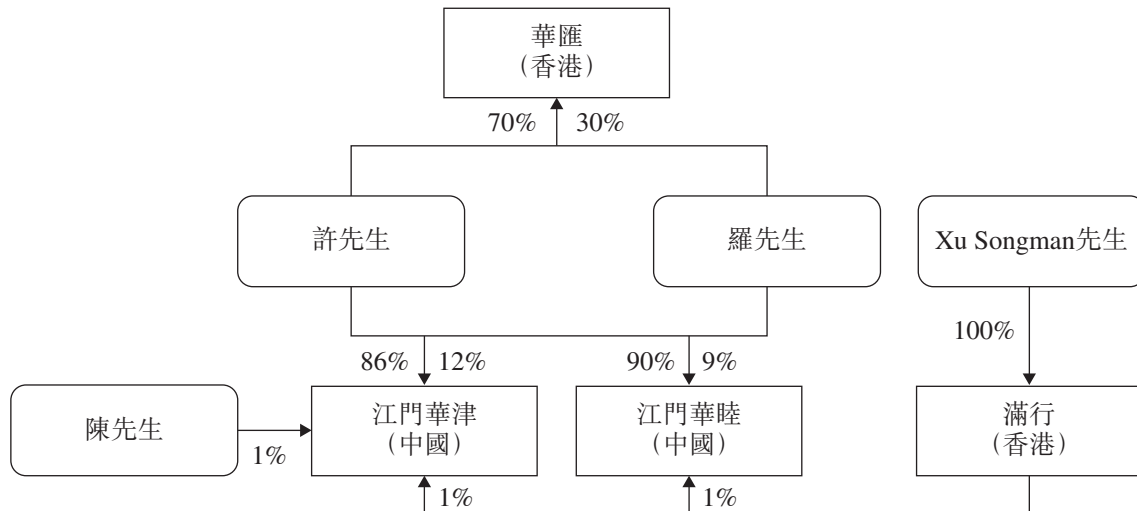 華匯
（香港）
70% 30%
許先生
羅先生
Xu Songman先生
86% 12%
90% 9%
100%
陳先生
1%
江門華津
（中國）
江門華睦
（中國）
滿行
（香港）
1%
1%